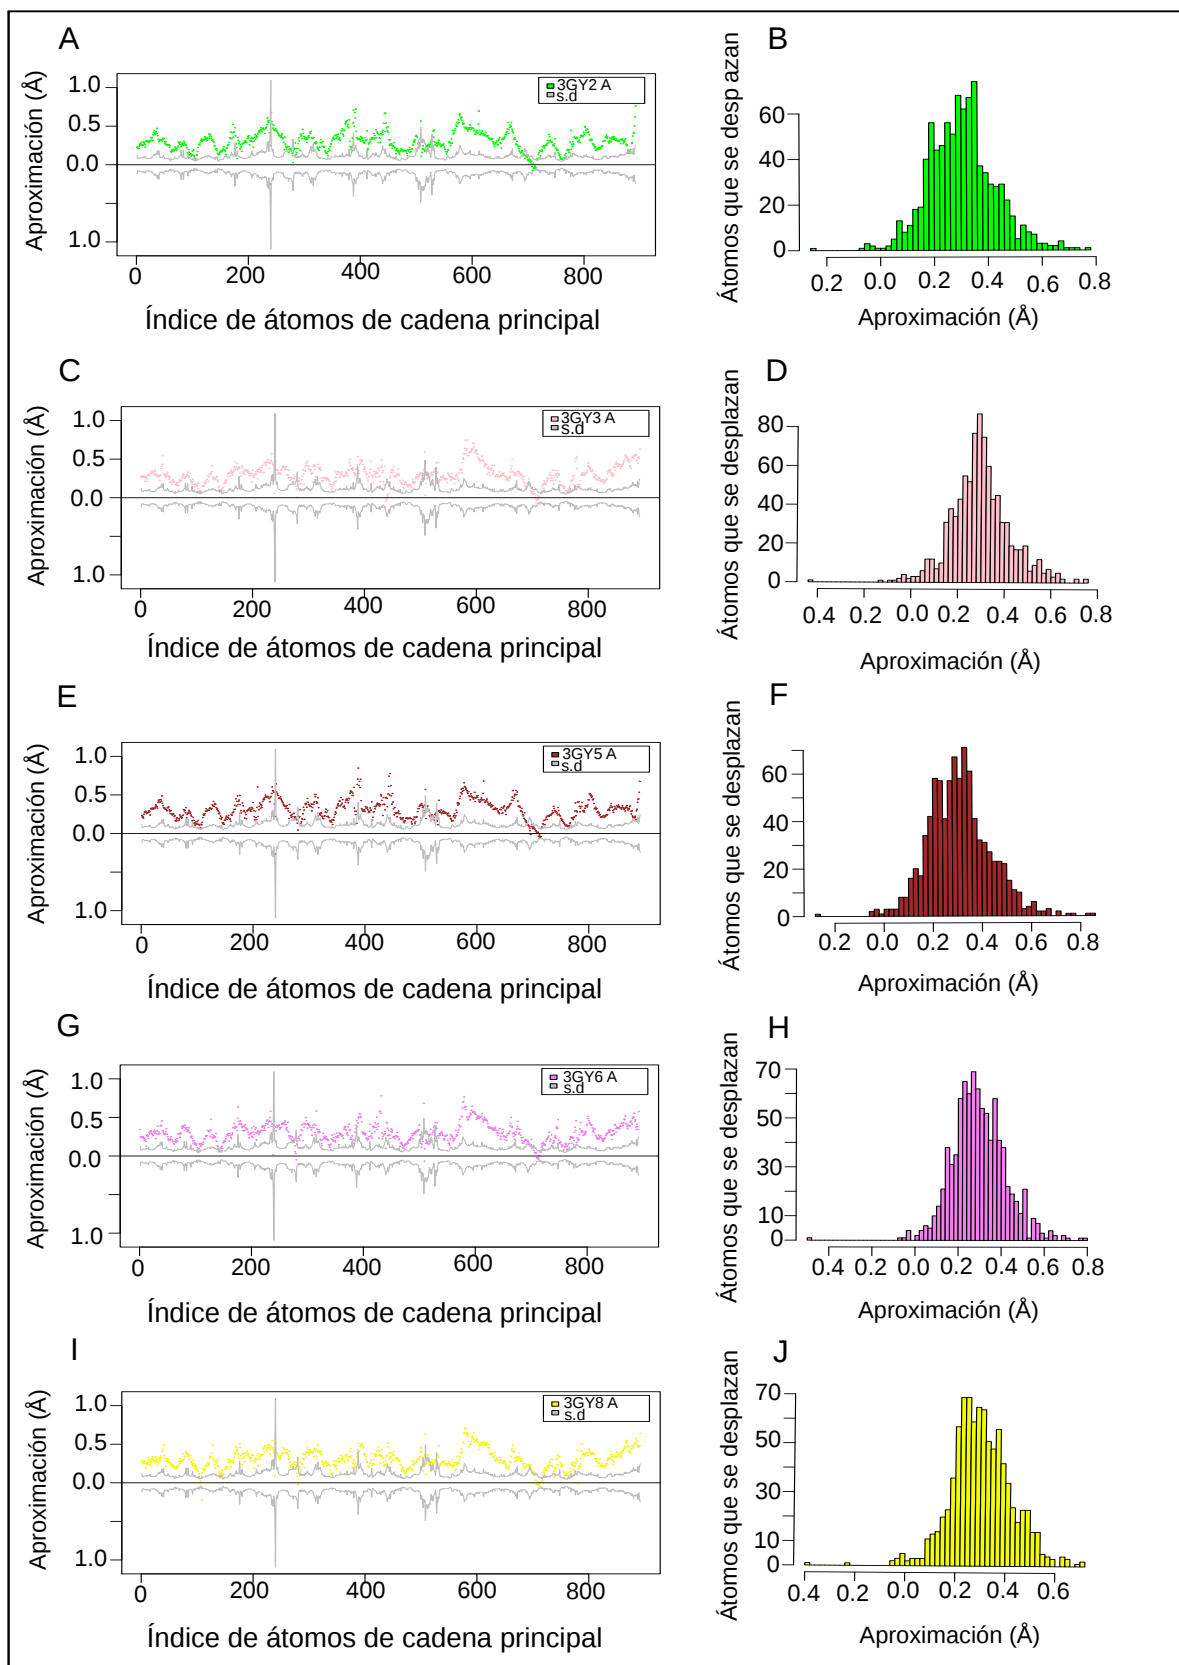 A
Aproximación (Å)
1.0
0.5
0.0
1.0
3GY2 A
s.d
0 200 400 600 800
Índice de átomos de cadena principal
B
Átomos que se desp azan
60
40
20
0
0.2 0.0 0.2 0.4 0.6 0.8
Aproximación (Å)
C
Aproximación (Å)
1.0
0.5
0.0
1.0
3GY3 A
s.d
0 200 400 600 800
Índice de átomos de cadena principal
D
Átomos que se desplazan
80
60
40
20
0
0.4 0.2 0.0 0.2 0.4 0.6 0.8
Aproximación (Å)
E
Aproximación (Å)
1.0
0.5
0.0
1.0
3GY5 A
s.d
0 200 400 600 800
Índice de átomos de cadena principal
F
Átomos que se desplazan
60
40
20
0
0.2 0.0 0.2 0.4 0.6 0.8
Aproximación (Å)
G
Aproximación (Å)
1.0
0.5
0.0
1.0
3GY6 A
s.d
0 200 400 600 800
Índice de átomos de cadena principal
H
Átomos que se desplazan
70
50
30
10
0
0.4 0.2 0.0 0.2 0.4 0.6 0.8
Aproximación (Å)
I
Aproximación (Å)
1.0
0.5
0.0
1.0
3GY8 A
s.d
0 200 400 600 800
Índice de átomos de cadena principal
J
Átomos que se desplazan
70
50
30
10
0
0.4 0.2 0.0 0.2 0.4 0.6
Aproximación (Å)